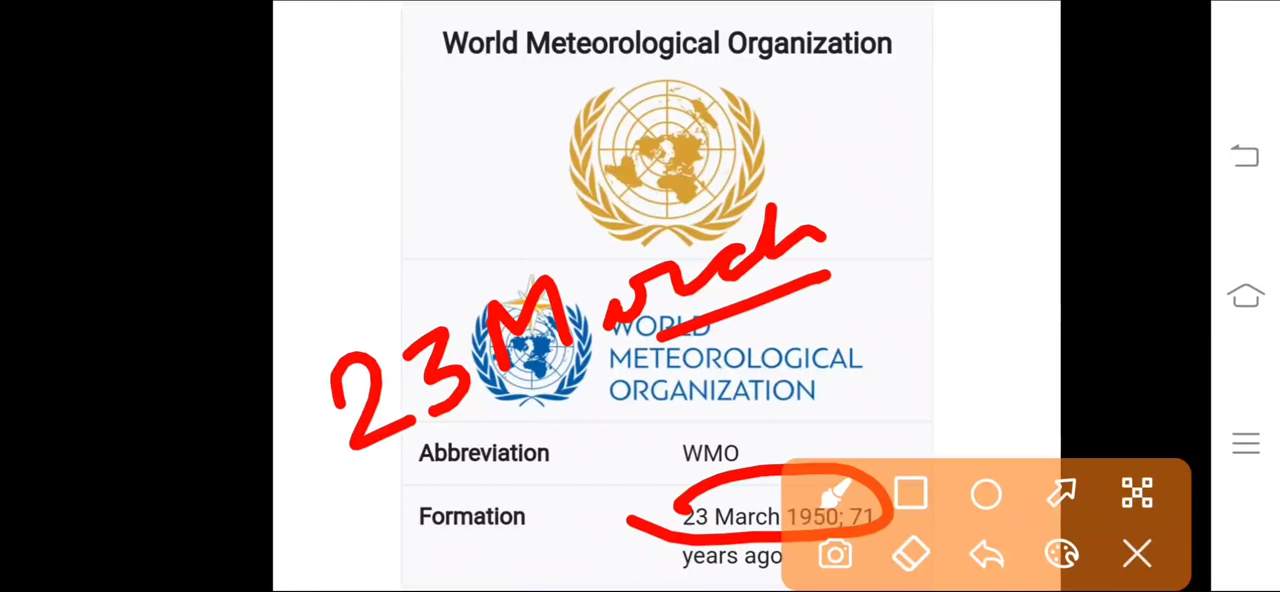 World Meteorological Organization
23 March
WORLD
METEOROLOGICAL
ORGANIZATION
Abbreviation WMO
Formation 23 March 1950; 71
years ago